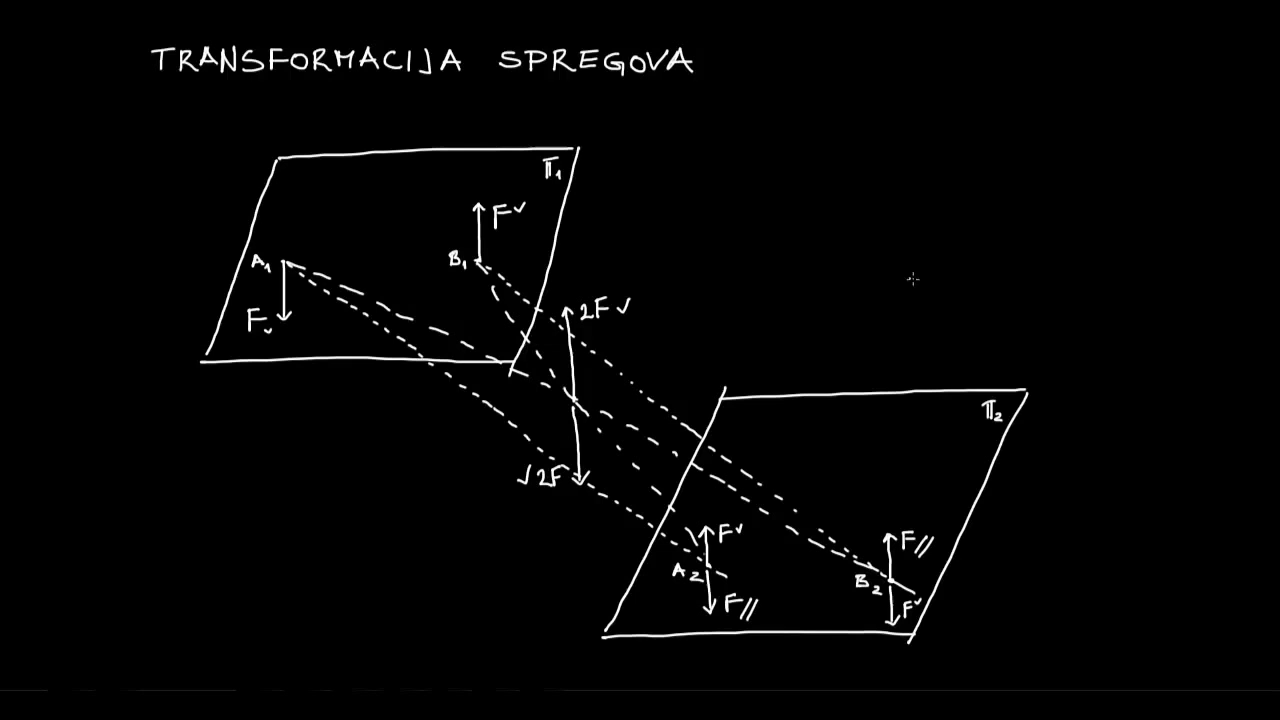 TRANSFORMACIJA SPREGOVA
π₁
F✓
A₁
B₁
F✓
2F✓
✓2F
π₂
F✓
A₂
F//
F//
B₂
F✓